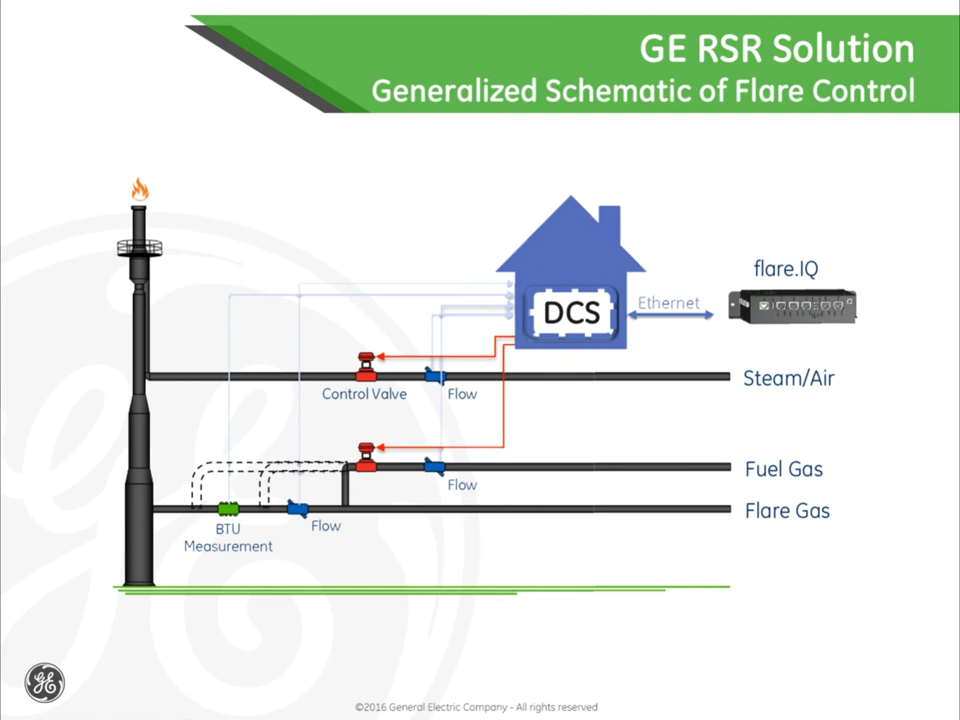 GE RSR Solution
Generalized Schematic of Flare Control
flare.IQ
DCS
Ethernet
Steam/Air
Control Valve
Flow
Fuel Gas
Flow
Flare Gas
Flow
BTU
Measurement
GE
©2016 General Electric Company - All rights reserved